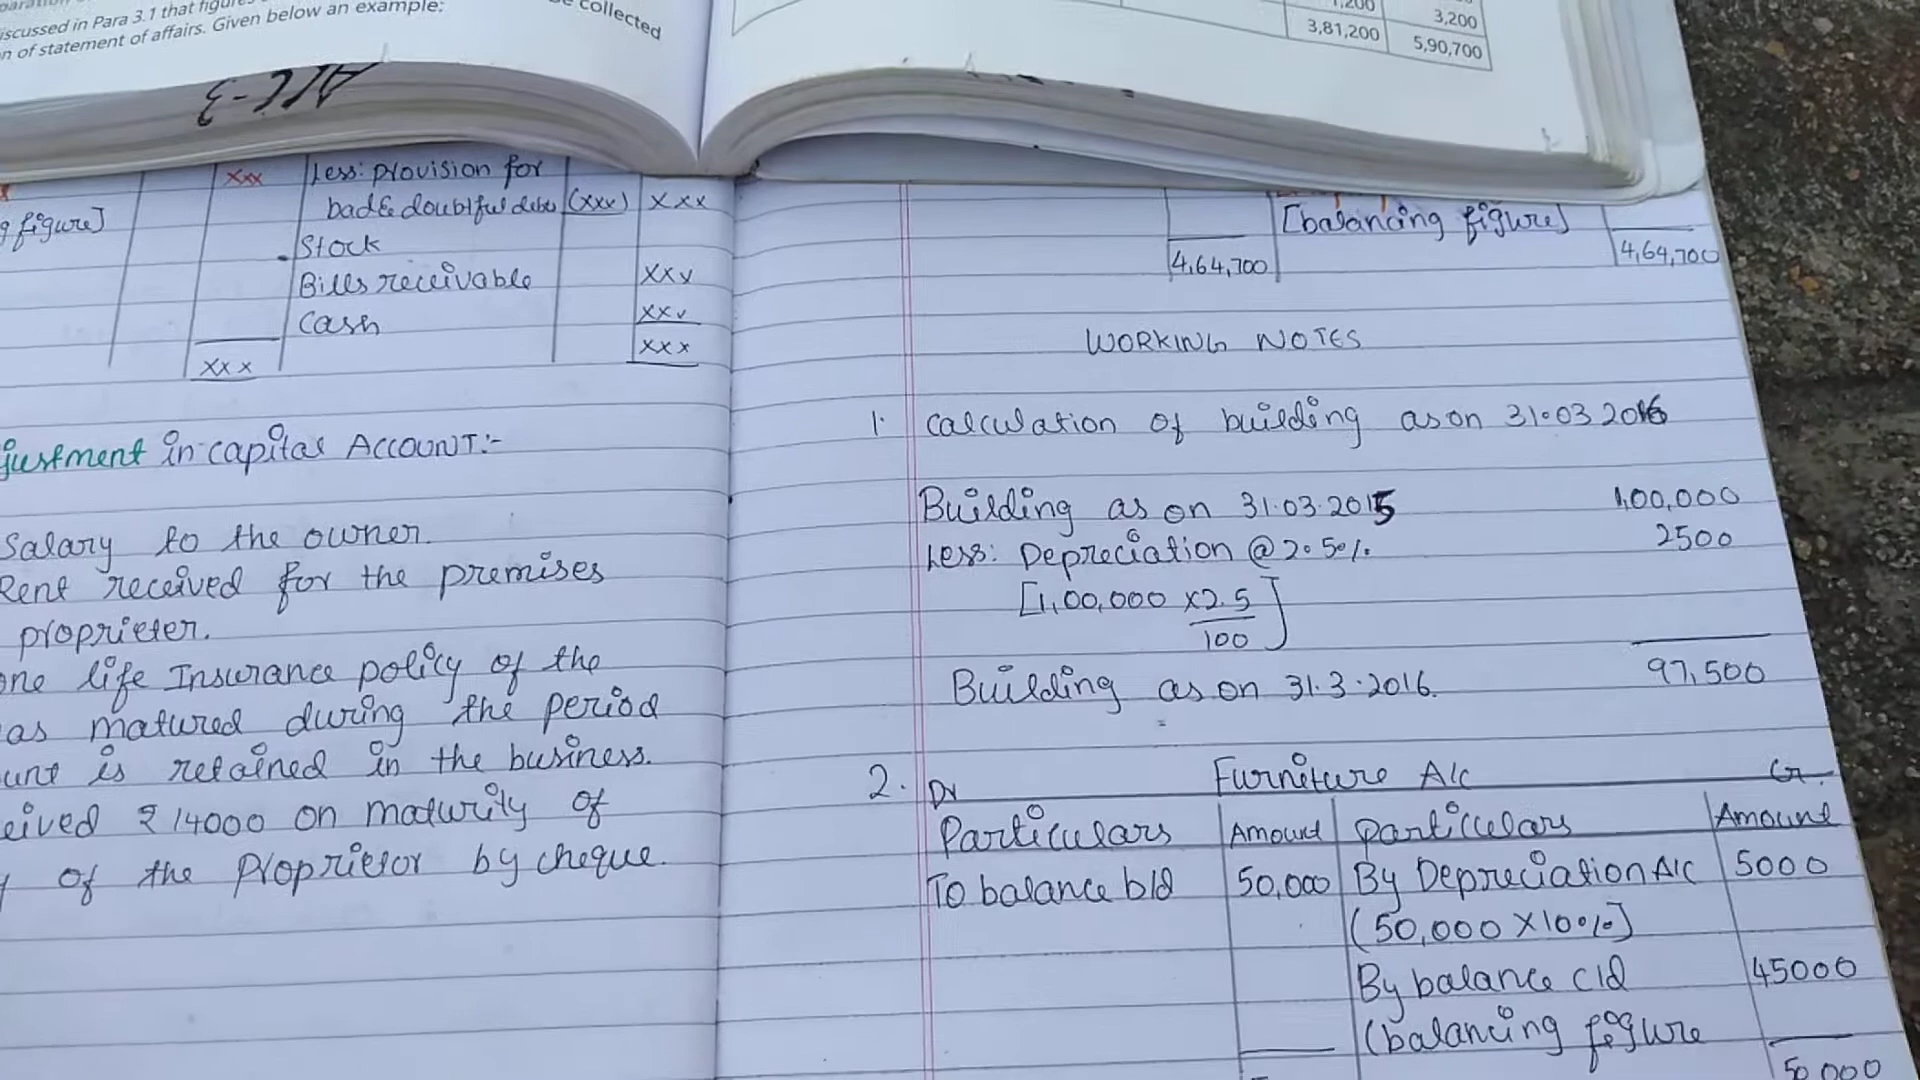 iscussed in Para 3.1 that figu
n of statement of affairs. Given below an example:
collected
ACC-3
1,200
3,200
3,81,200 5,90,700
xxx Less: provision for
figure] bad & doubtful debts (xxx) xxx
Stock
Bills receivable xxx
Cash xxx
xxx xxx
justment in capital ACCOUNT:-
Salary to the owner.
Rent received for the premises
proprieter.
one life Insurance policy of the
as matured during the period
unt is retained in the business.
eived ₹ 14000 on maturity of
of the Proprietor by cheque.
[balancing figure]
4,64,700 4,64,700
WORKING NOTES
1. Calculation of building as on 31.03 2016
Building as on 31.03.2015 1,00,000
Less: Depreciation @ 2.5%. 2500
[1,00,000 x 2.5
100]
Building as on 31.3.2016. 97,500
2. Dr Furniture A/c Cr.
Particulars Amount particulars Amount
To balance b/d 50,000 By Depreciation A/C 5000
(50,000 X 10%]
By balance c/d 45000
(balancing figure
50,000